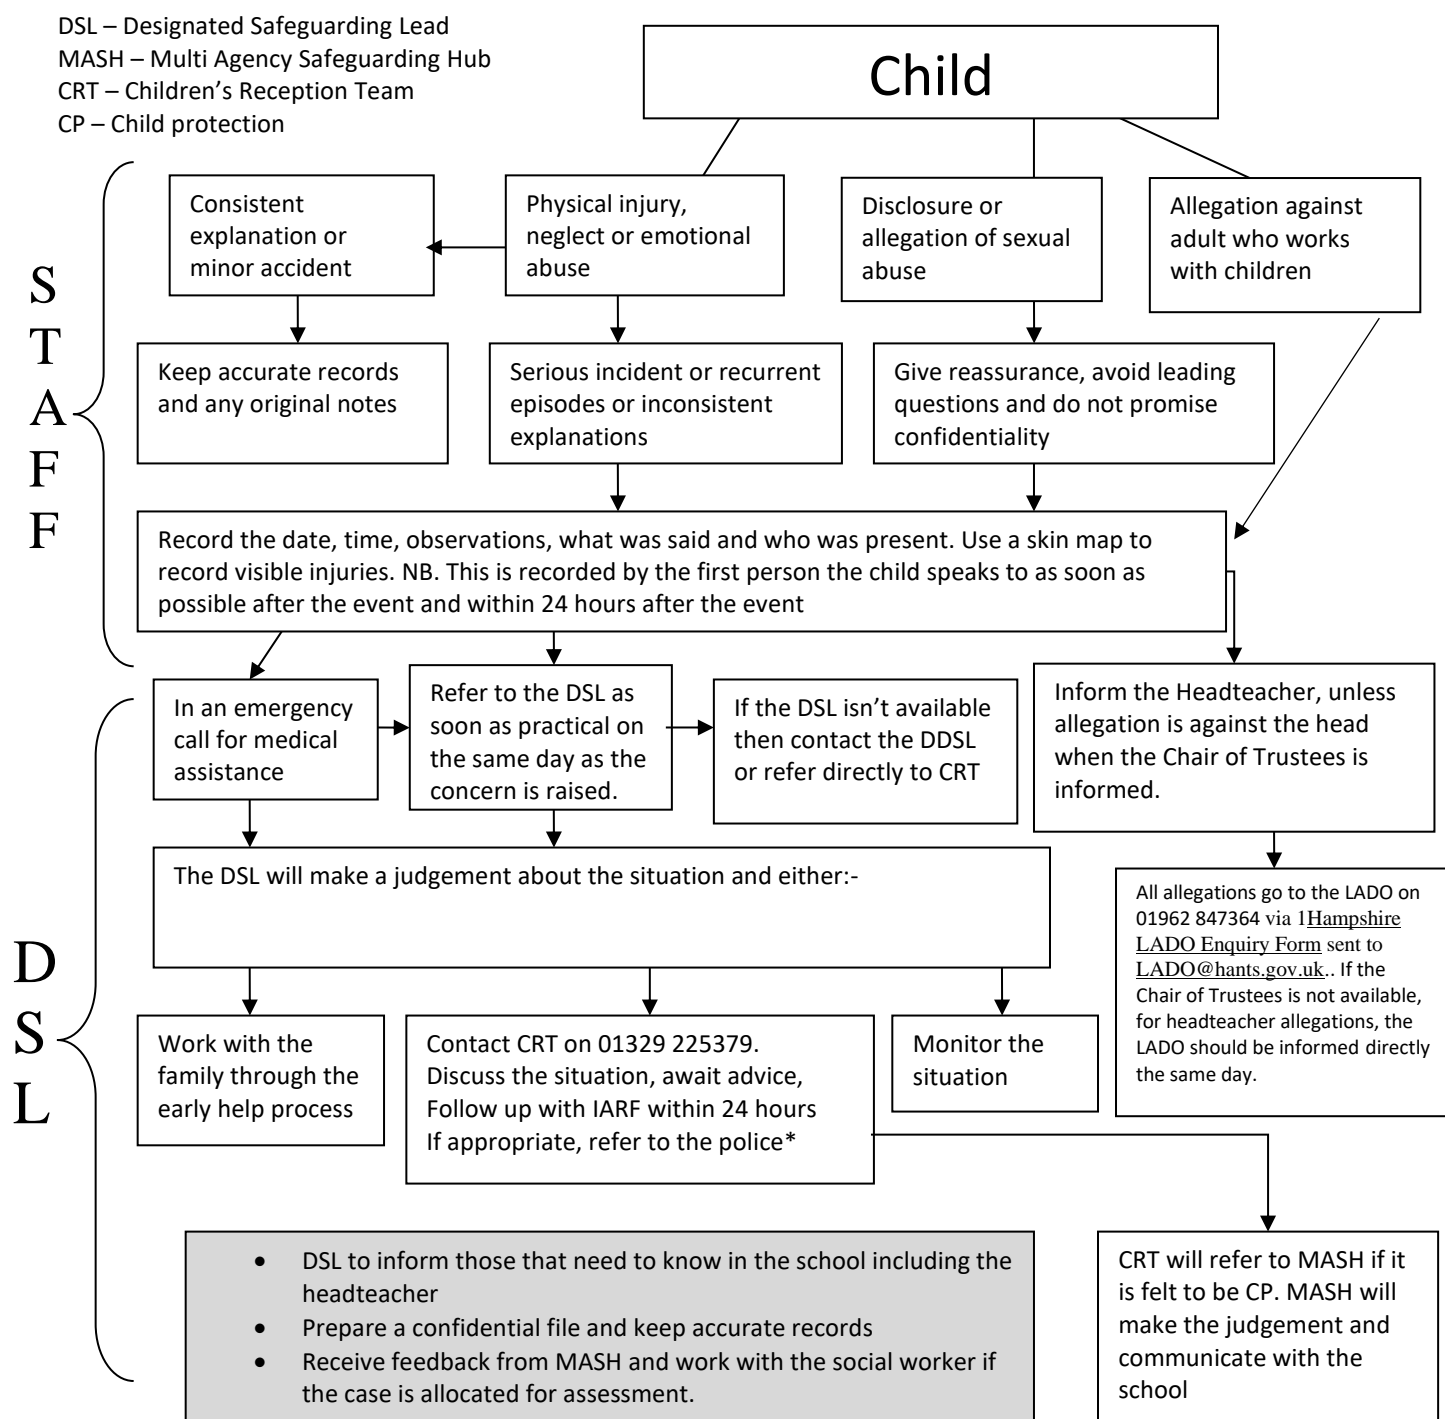 DSL – Designated Safeguarding Lead
MASH – Multi Agency Safeguarding Hub
CRT – Children's Reception Team
CP – Child protection
Child
S
T
A
F
F
Consistent
explanation or
minor accident
Physical injury,
neglect or emotional
abuse
Disclosure or
allegation of sexual
abuse
Allegation against
adult who works
with children
Keep accurate records
and any original notes
Serious incident or recurrent
episodes or inconsistent
explanations
Give reassurance, avoid leading
questions and do not promise
confidentiality
Record the date, time, observations, what was said and who was present. Use a skin map to
record visible injuries. NB. This is recorded by the first person the child speaks to as soon as
possible after the event and within 24 hours after the event
D
S
L
In an emergency
call for medical
assistance
Refer to the DSL as
soon as practical on
the same day as the
concern is raised.
If the DSL isn't available
then contact the DDSL
or refer directly to CRT
Inform the Headteacher, unless
allegation is against the head
when the Chair of Trustees is
informed.
The DSL will make a judgement about the situation and either:-
All allegations go to the LADO on
01962 847364 via 1Hampshire
LADO Enquiry Form sent to
LADO@hants.gov.uk.. If the
Chair of Trustees is not available,
for headteacher allegations, the
LADO should be informed directly
the same day.
Work with the
family through the
early help process
Contact CRT on 01329 225379.
Discuss the situation, await advice,
Follow up with IARF within 24 hours
If appropriate, refer to the police*
Monitor the
situation
• DSL to inform those that need to know in the school including the
headteacher
• Prepare a confidential file and keep accurate records
• Receive feedback from MASH and work with the social worker if
the case is allocated for assessment.
CRT will refer to MASH if it
is felt to be CP. MASH will
make the judgement and
communicate with the
school